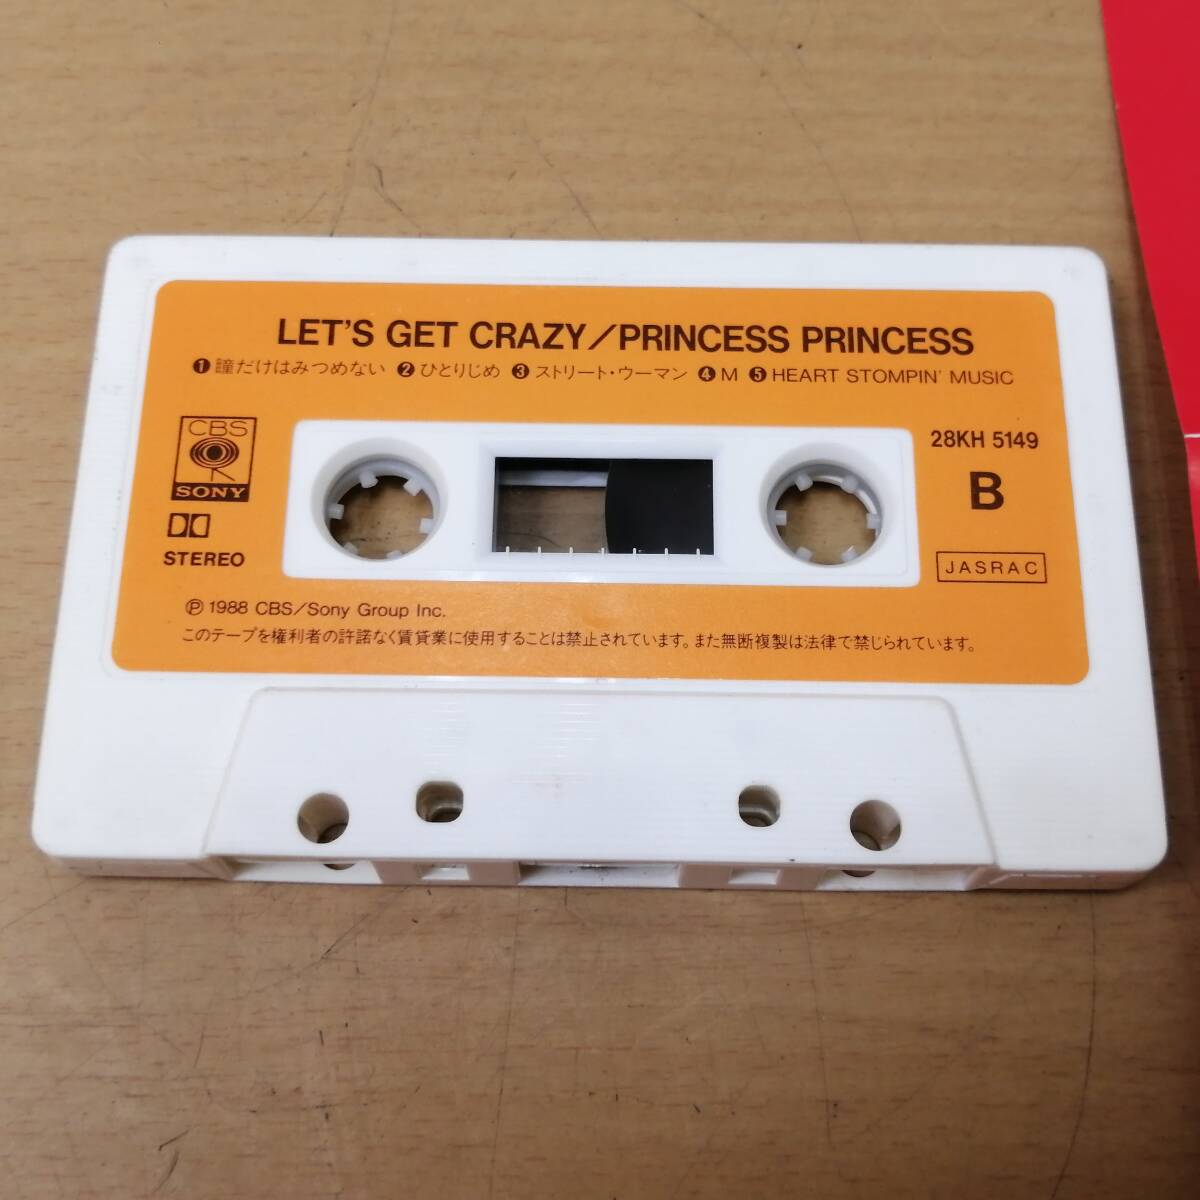 LET'S GET CRAZY/PRINCESS PRINCESS
❶瞳だけはみつめない ❷ひとりじめ ❸ストリート・ウーマン ❹M ❺HEART STOMPIN' MUSIC
CBS
SONY
STEREO
28KH 5149
B
JASRAC
Ⓟ 1988 CBS/Sony Group Inc.
このテープを権利者の許諾なく賃貸業に使用することは禁止されています。また無断複製は法律で禁じられています。